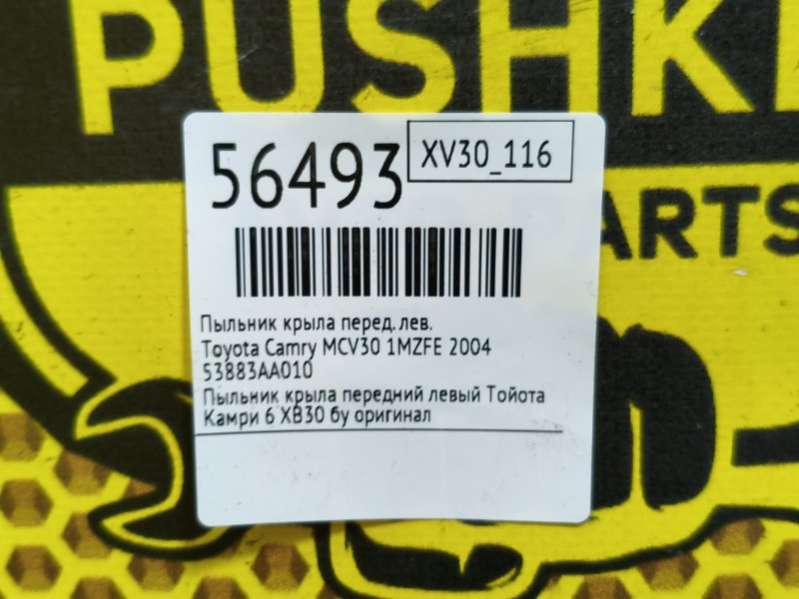 PUSHK
ARTS
56493
XV30_116
Пыльник крыла перед. лев.
Toyota Camry MCV30 1MZFE 2004
53883AA010
Пыльник крыла передний левый Тойота
Камри 6 ХВ30 бу оригинал